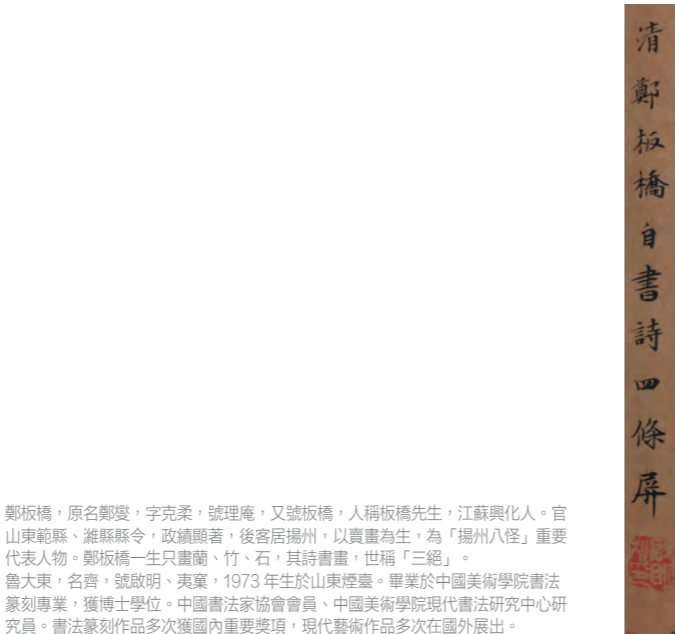 清鄭板橋自書詩四條屏
鄭板橋，原名鄭燮，字克柔，號理庵，又號板橋，人稱板橋先生，江蘇興化人。官
山東範縣、濰縣縣令，政績顯著，後客居揚州，以賣畫為生，為「揚州八怪」重要
代表人物。鄭板橋一生只畫蘭、竹、石，其詩書畫，世稱「三絕」。
魯大東，名齊，號啟明、夷棄，1973 年生於山東煙臺。畢業於中國美術學院書法
篆刻專業，獲博士學位。中國書法家協會會員、中國美術學院現代書法研究中心研
究員。書法篆刻作品多次獲國內重要獎項，現代藝術作品多次在國外展出。